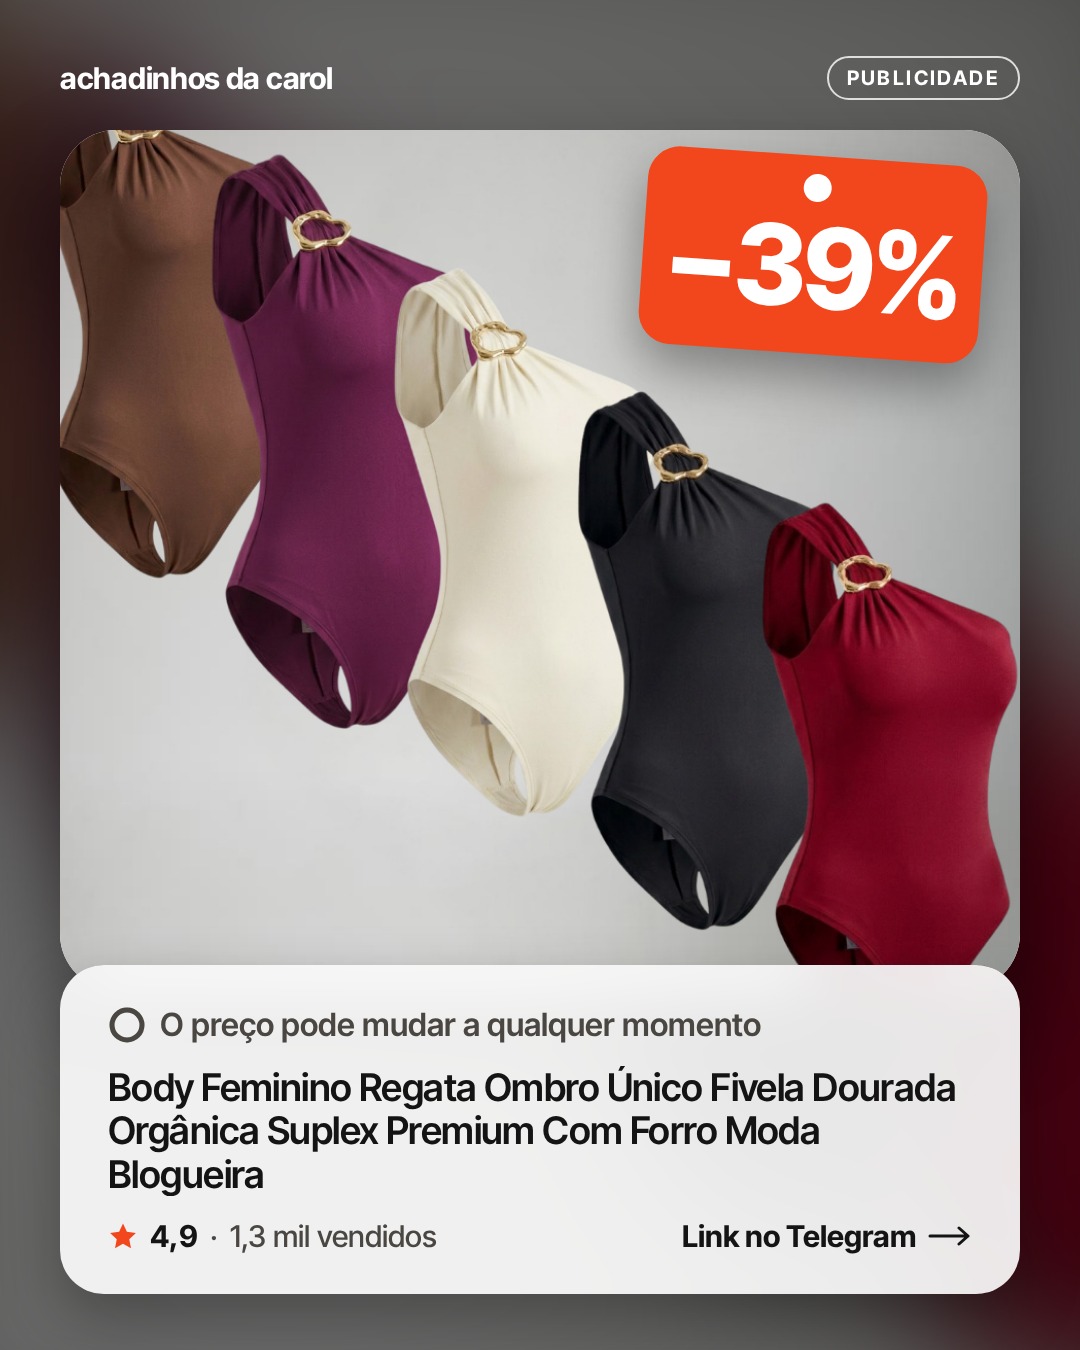 achadinhos da carol
PUBLICIDADE
–39%
O preço pode mudar a qualquer momento
Body Feminino Regata Ombro Único Fivela Dourada
Orgânica Suplex Premium Com Forro Moda
Blogueira
4,9 · 1,3 mil vendidos
Link no Telegram →